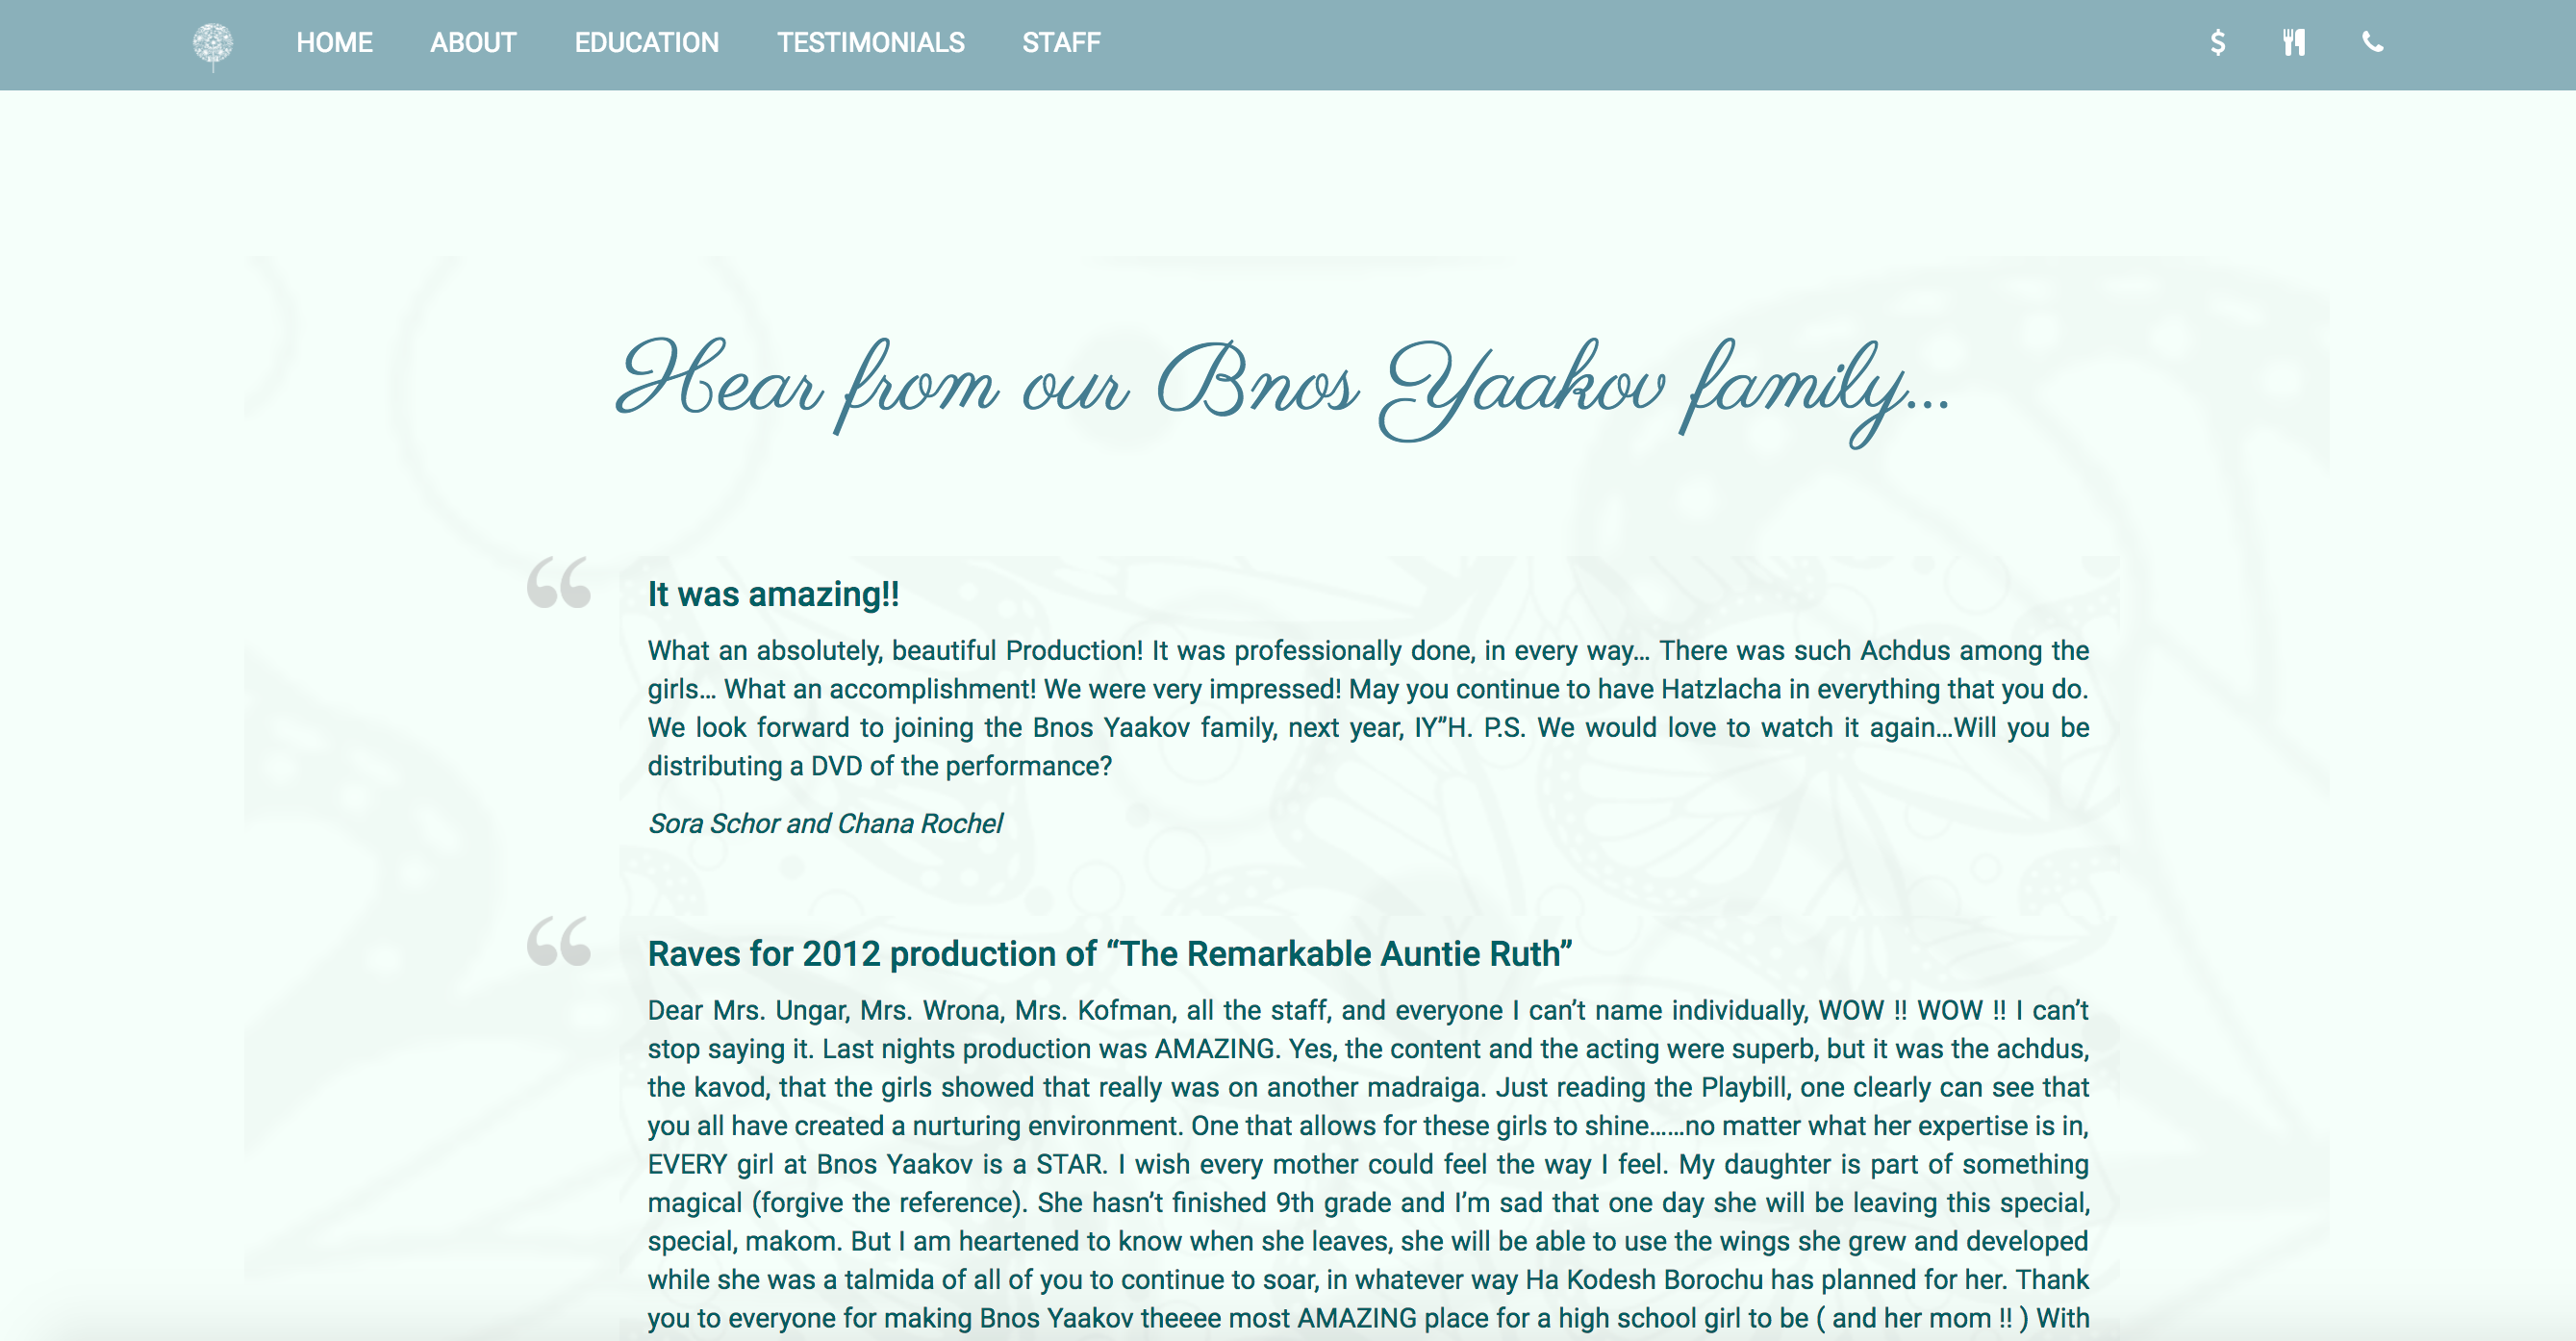 HOME ABOUT EDUCATION TESTIMONIALS STAFF $
Hear from our Bnos Yaakov family...
“
It was amazing!!
What an absolutely, beautiful Production! It was professionally done, in every way… There was such Achdus among the
girls… What an accomplishment! We were very impressed! May you continue to have Hatzlacha in everything that you do.
We look forward to joining the Bnos Yaakov family, next year, IY”H. P.S. We would love to watch it again…Will you be
distributing a DVD of the performance?
Sora Schor and Chana Rochel
“
Raves for 2012 production of “The Remarkable Auntie Ruth”
Dear Mrs. Ungar, Mrs. Wrona, Mrs. Kofman, all the staff, and everyone I can’t name individually, WOW !! WOW !! I can’t
stop saying it. Last nights production was AMAZING. Yes, the content and the acting were superb, but it was the achdus,
the kavod, that the girls showed that really was on another madraiga. Just reading the Playbill, one clearly can see that
you all have created a nurturing environment. One that allows for these girls to shine……no matter what her expertise is in,
EVERY girl at Bnos Yaakov is a STAR. I wish every mother could feel the way I feel. My daughter is part of something
magical (forgive the reference). She hasn’t finished 9th grade and I’m sad that one day she will be leaving this special,
special, makom. But I am heartened to know when she leaves, she will be able to use the wings she grew and developed
while she was a talmida of all of you to continue to soar, in whatever way Ha Kodesh Borochu has planned for her. Thank
you to everyone for making Bnos Yaakov theeee most AMAZING place for a high school girl to be ( and her mom !! ) With